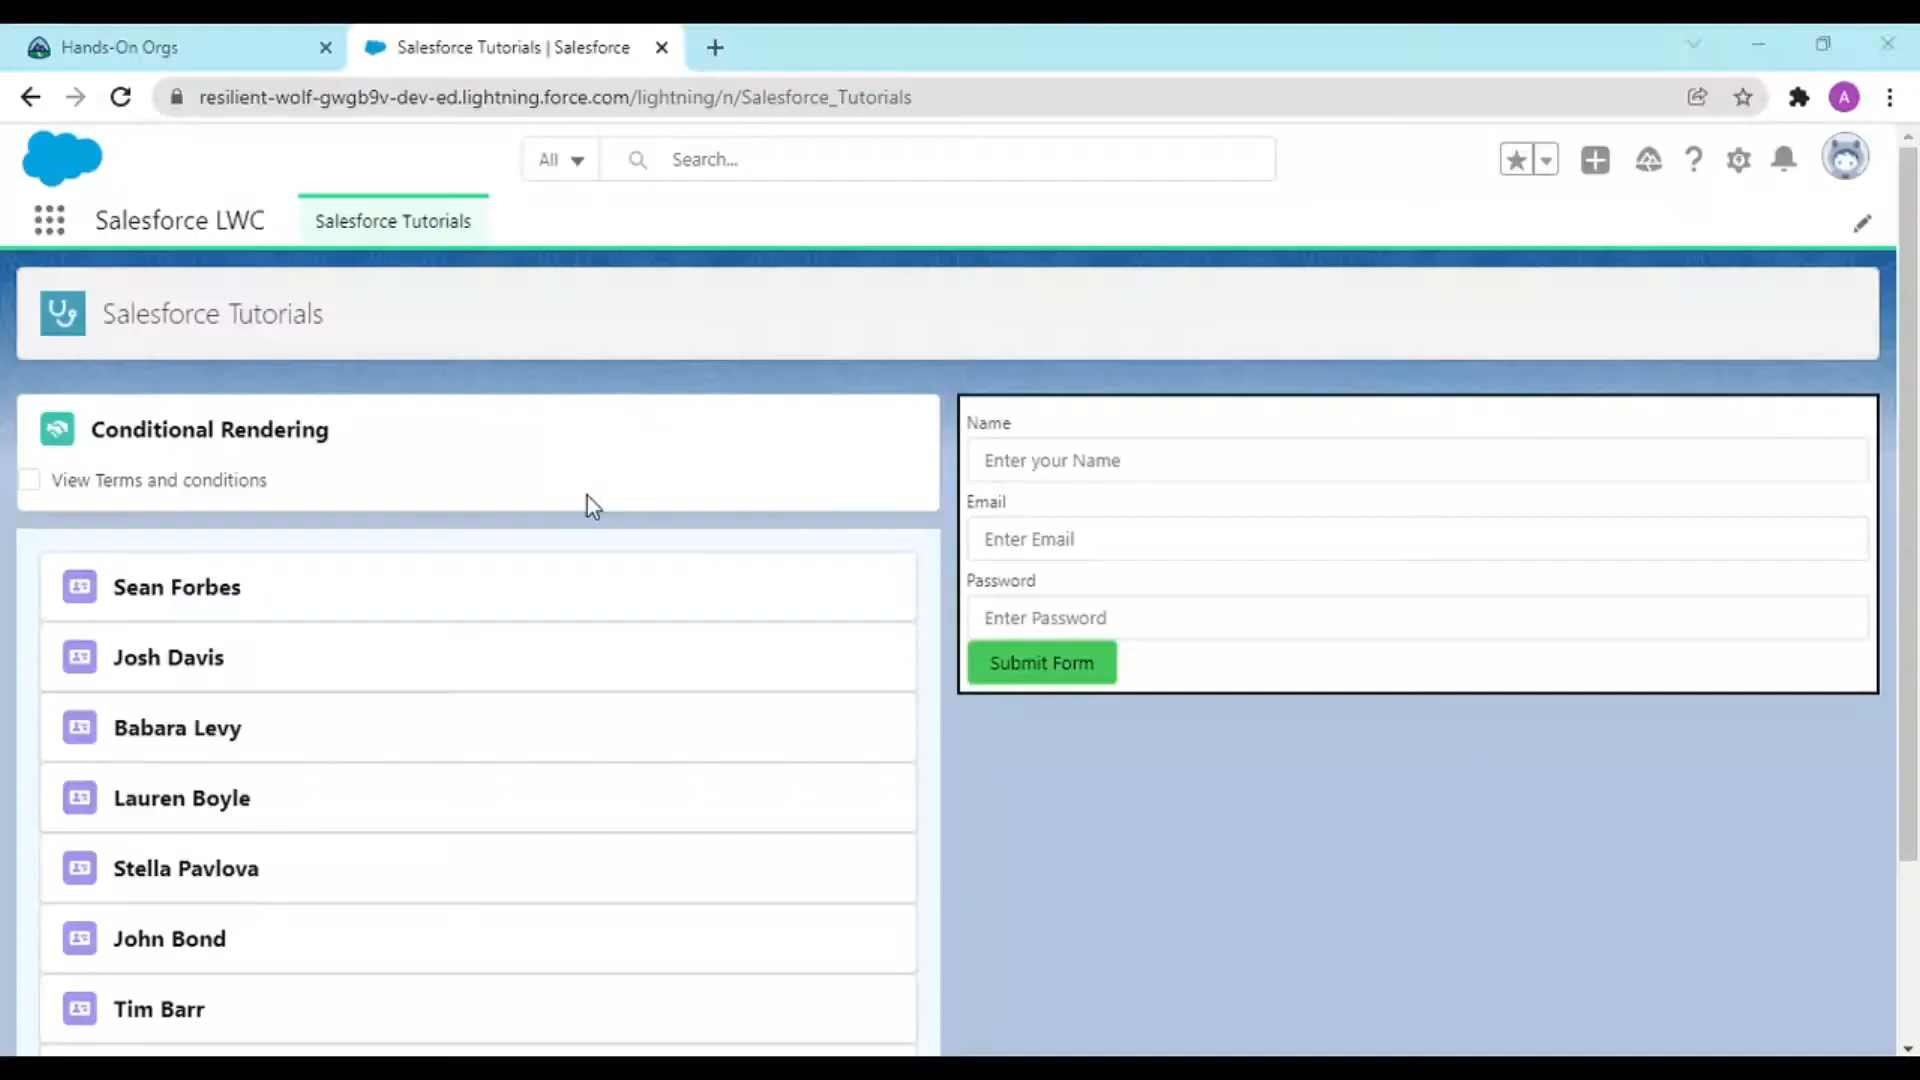 Hands-On Orgs
Salesforce Tutorials | Salesforce
resilient-wolf-gwgb9v-dev-ed.lightning.force.com/lightning/n/Salesforce_Tutorials
A
All
Search...
Salesforce LWC
Salesforce Tutorials
Salesforce Tutorials
Conditional Rendering
View Terms and conditions
Sean Forbes
Josh Davis
Babara Levy
Lauren Boyle
Stella Pavlova
John Bond
Tim Barr
Name
Enter your Name
Email
Enter Email
Password
Enter Password
Submit Form